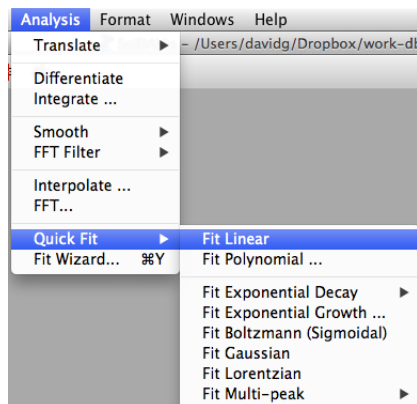 Analysis Format Windows Help
Translate ▶
– /Users/davidg/Dropbox/work-db
Differentiate
Integrate ...
Smooth ▶
FFT Filter ▶
Interpolate ...
FFT...
Quick Fit ▶
Fit Wizard... ⌘Y
Fit Linear
Fit Polynomial ...
Fit Exponential Decay ▶
Fit Exponential Growth ...
Fit Boltzmann (Sigmoidal)
Fit Gaussian
Fit Lorentzian
Fit Multi-peak ▶